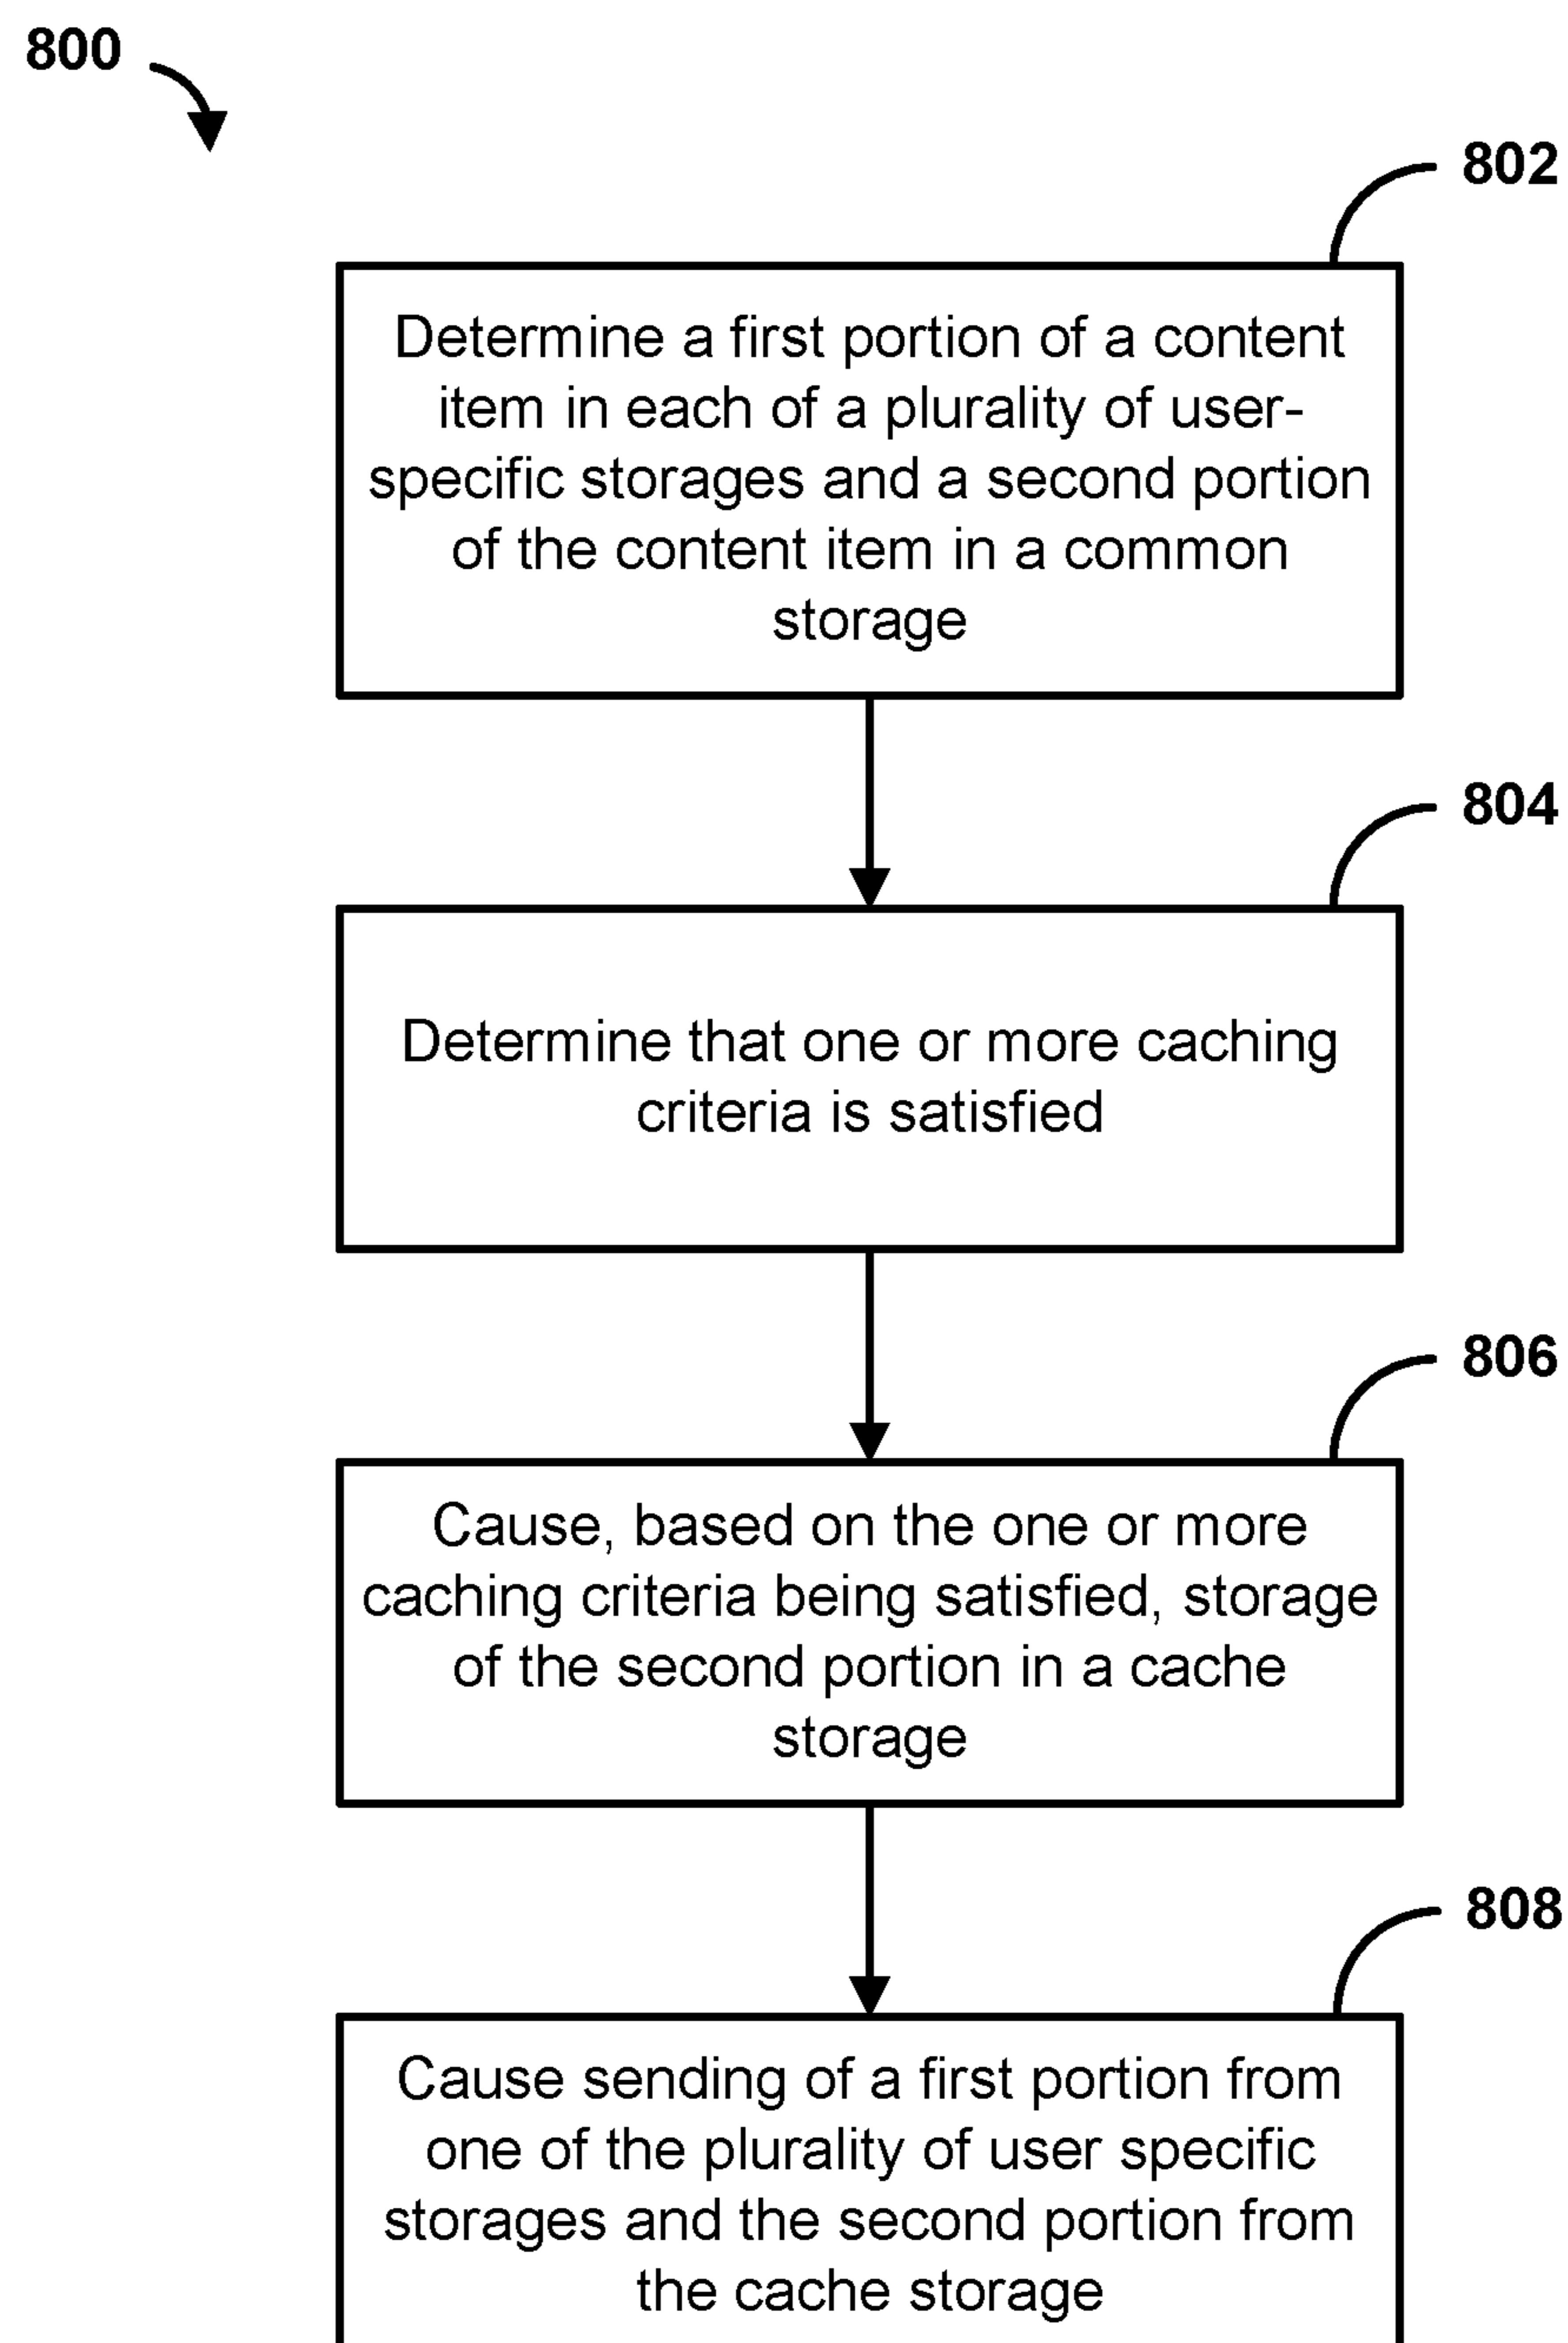 800
802
Determine a first portion of a content
item in each of a plurality of user-
specific storages and a second portion
of the content item in a common
storage
804
Determine that one or more caching
criteria is satisfied
806
Cause, based on the one or more
caching criteria being satisfied, storage
of the second portion in a cache
storage
808
Cause sending of a first portion from
one of the plurality of user specific
storages and the second portion from
the cache storage